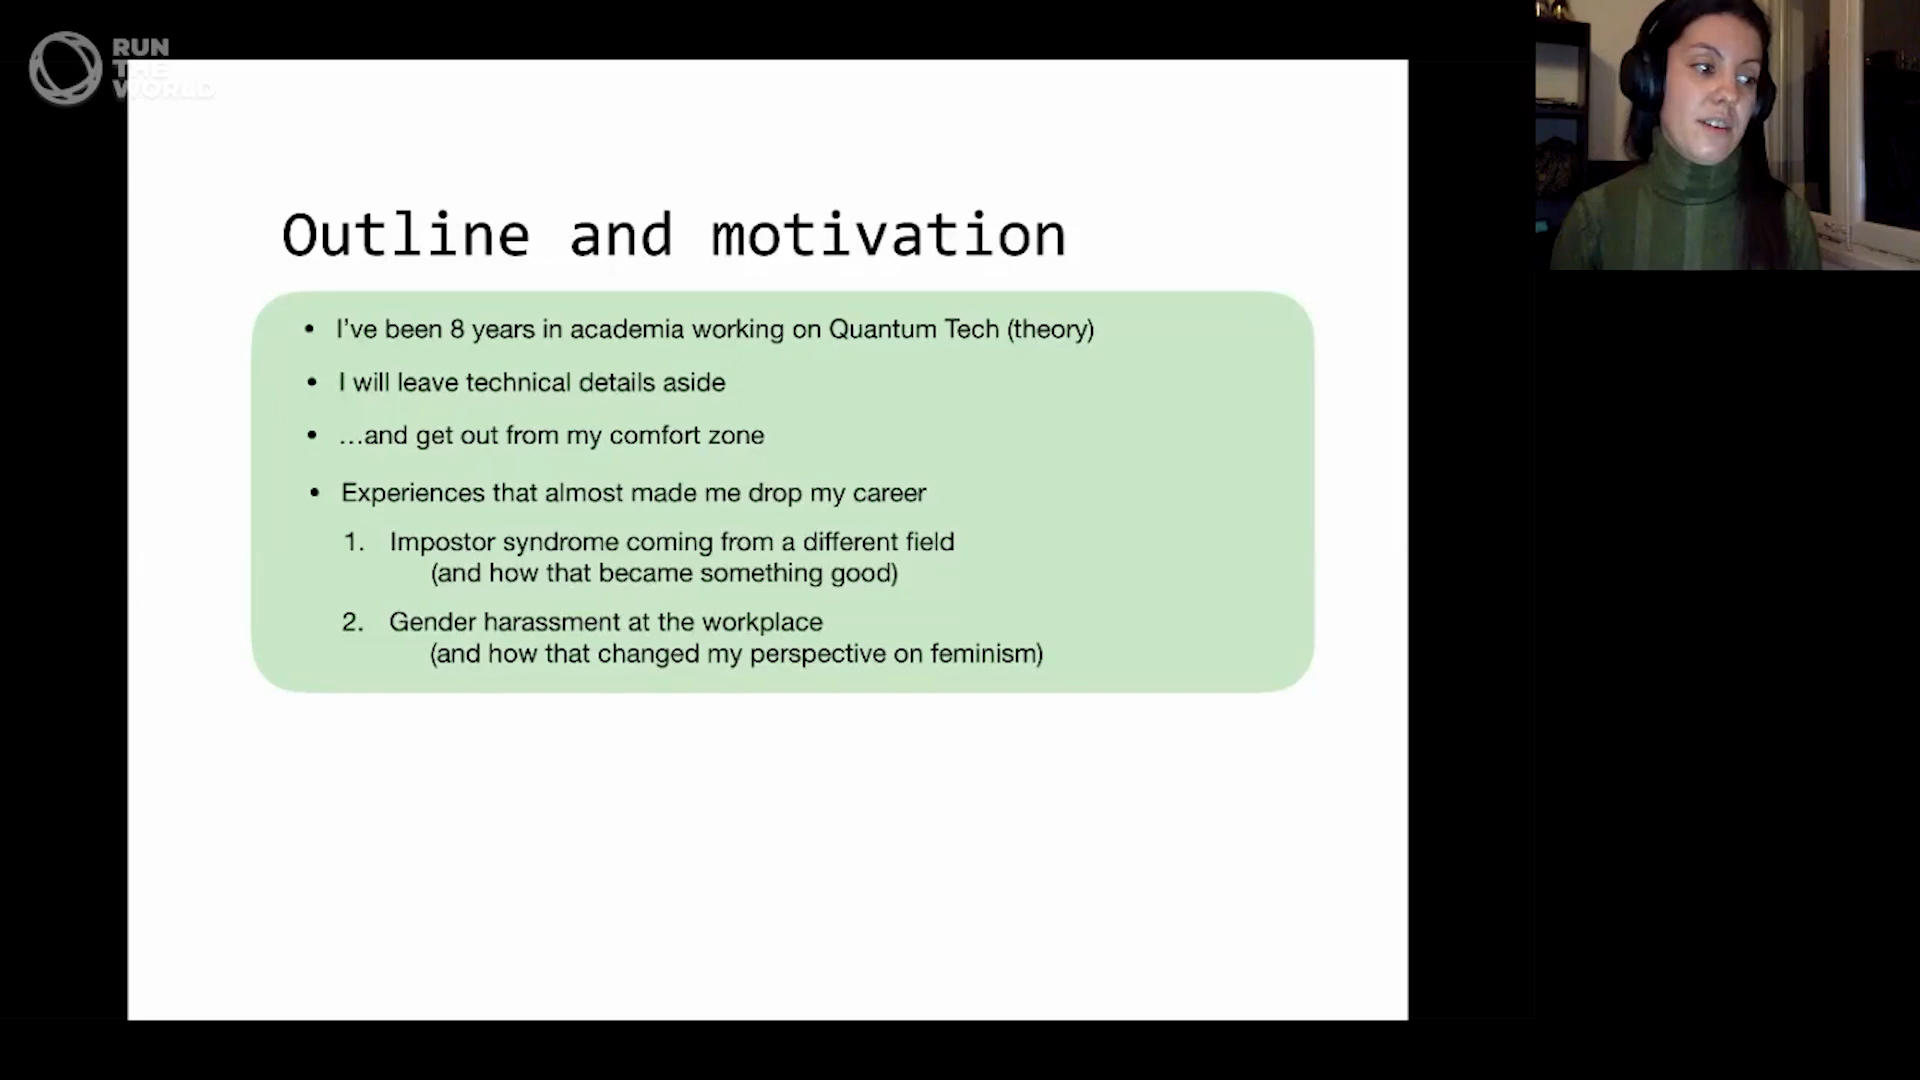 RUN
THE
WORLD
Outline and motivation
• I’ve been 8 years in academia working on Quantum Tech (theory)
• I will leave technical details aside
• …and get out from my comfort zone
• Experiences that almost made me drop my career
1. Impostor syndrome coming from a different field
(and how that became something good)
2. Gender harassment at the workplace
(and how that changed my perspective on feminism)